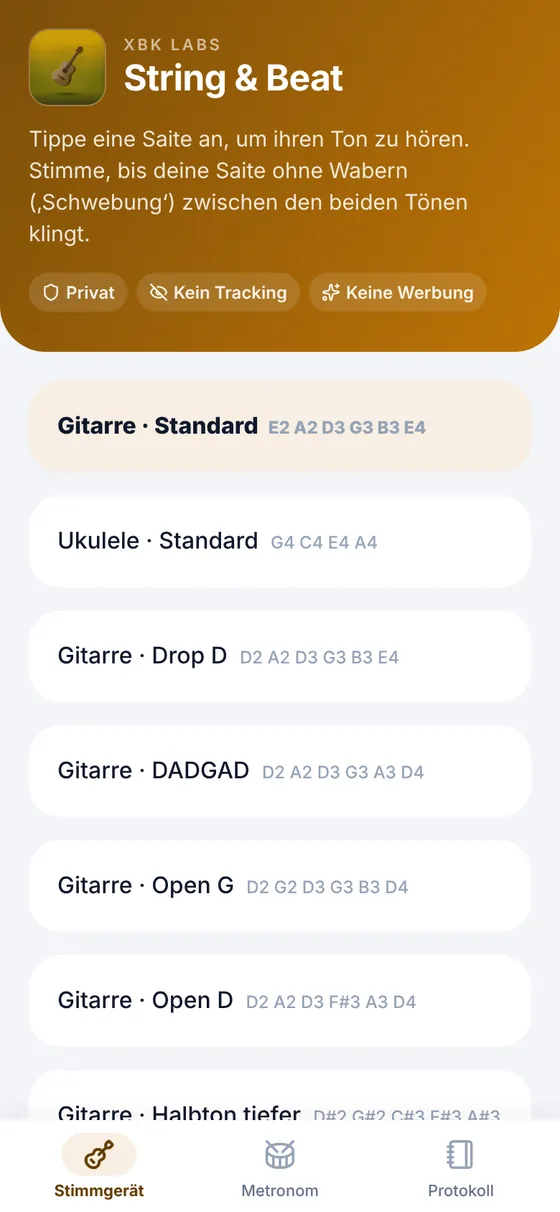 XBK LABS
String & Beat
Tippe eine Saite an, um ihren Ton zu hören.
Stimme, bis deine Saite ohne Wabern
(‚Schwebung‘) zwischen den beiden Tönen
klingt.
Privat
Kein Tracking
Keine Werbung
Gitarre · Standard E2 A2 D3 G3 B3 E4
Ukulele · Standard G4 C4 E4 A4
Gitarre · Drop D D2 A2 D3 G3 B3 E4
Gitarre · DADGAD D2 A2 D3 G3 A3 D4
Gitarre · Open G D2 G2 D3 G3 B3 D4
Gitarre · Open D D2 A2 D3 F#3 A3 D4
Gitarre · Halbton tiefer D#2 G#2 C#3 F#3 A#3
Stimmgerät
Metronom
Protokoll